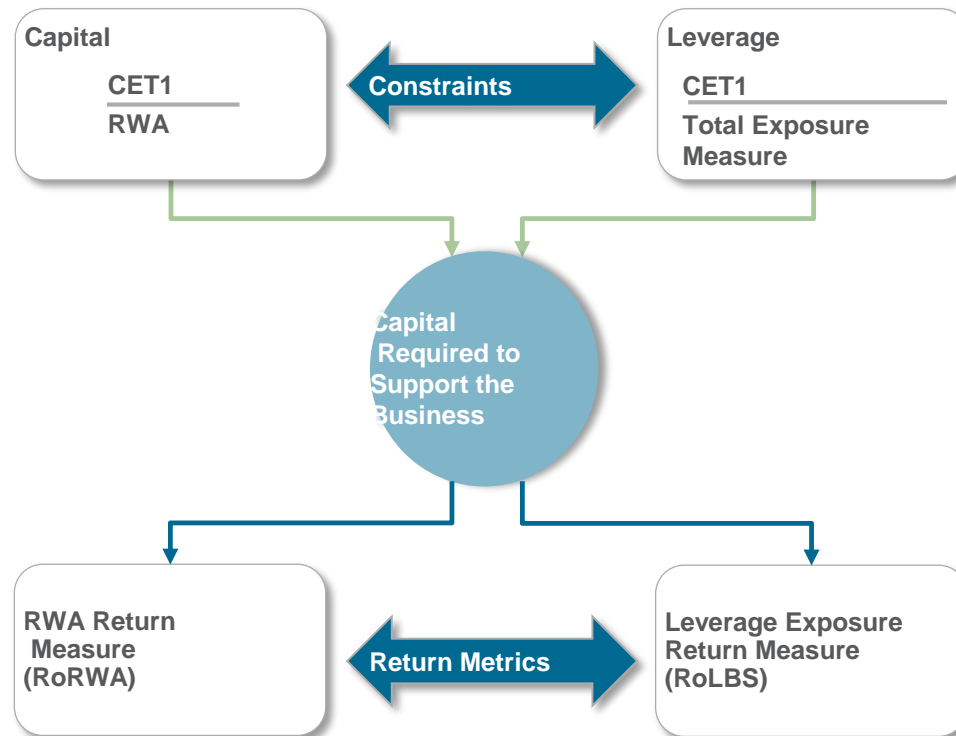 Capital
CET1
RWA
Constraints
Leverage
CET1
Total Exposure
Measure
Capital
Required to
Support the
Business
RWA Return
Measure
(RoRWA)
Return Metrics
Leverage Exposure
Return Measure
(RoLBS)